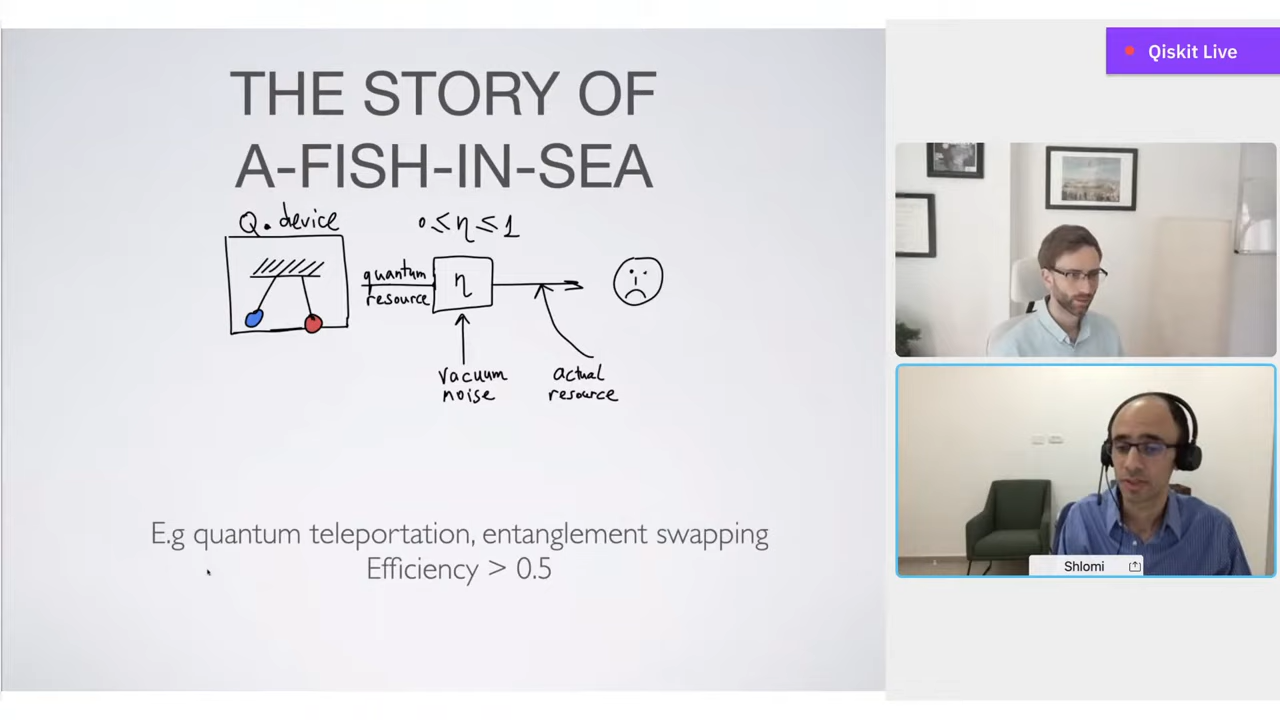 THE STORY OF
A-FISH-IN-SEA
Q. device
0 ≤ η ≤ 1
quantum
resource
η
vacuum
noise
actual
resource
E.g quantum teleportation, entanglement swapping
Efficiency > 0.5
Qiskit Live
Shlomi